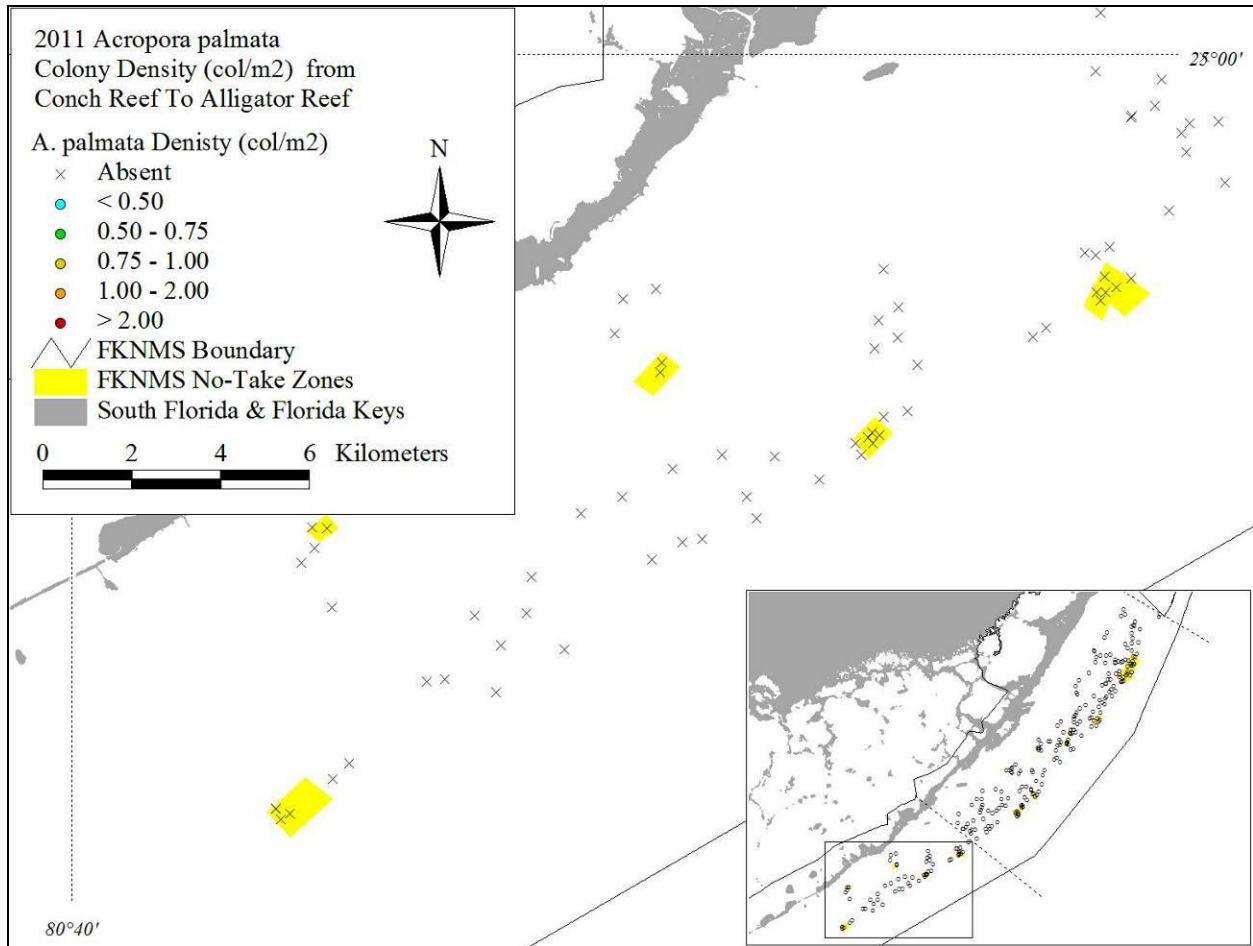 2011 Acropora palmata
Colony Density (col/m2) from
Conch Reef To Alligator Reef
A. palmata Denisty (col/m2)
Absent
< 0.50
0.50 - 0.75
0.75 - 1.00
1.00 - 2.00
> 2.00
FKNMS Boundary
FKNMS No-Take Zones
South Florida & Florida Keys
0 2 4 6 Kilometers
N
25°00'
80°40'